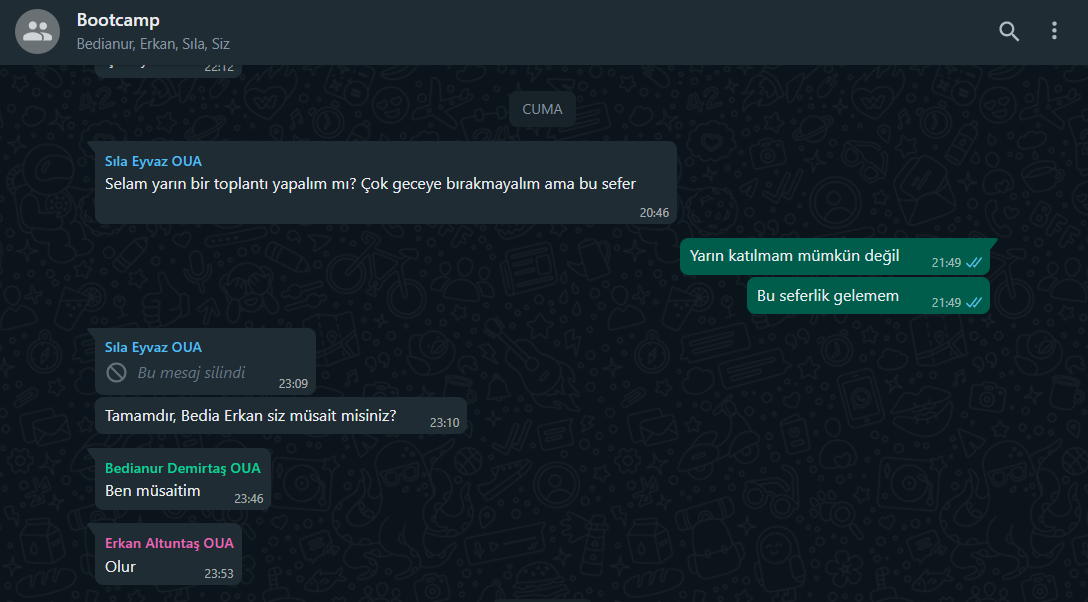 Bootcamp
Bedianur, Erkan, Sıla, Siz
22:12
CUMA
Sıla Eyvaz OUA
Selam yarın bir toplantı yapalım mı? Çok geceye bırakmayalım ama bu sefer
20:46
Yarın katılmam mümkün değil 21:49
Bu seferlik gelemem 21:49
Sıla Eyvaz OUA
Bu mesaj silindi 23:09
Tamamdır, Bedia Erkan siz müsait misiniz? 23:10
Bedianur Demirtaş OUA
Ben müsaitim 23:46
Erkan Altuntaş OUA
Olur 23:53